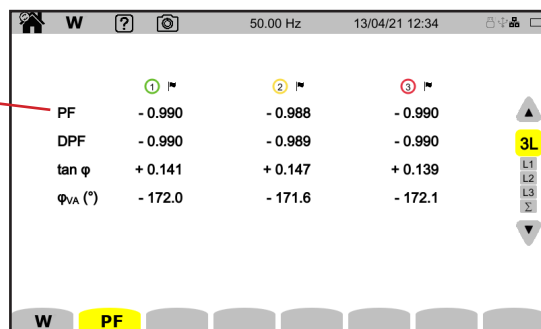 W ? 50.00 Hz 13/04/21 12:34
1 2 3
PF - 0.990 - 0.988 - 0.990
DPF - 0.990 - 0.989 - 0.990
tan φ + 0.141 + 0.147 + 0.139
φVA (°) - 172.0 - 171.6 - 172.1
3L
L1
L2
L3
Σ
W PF